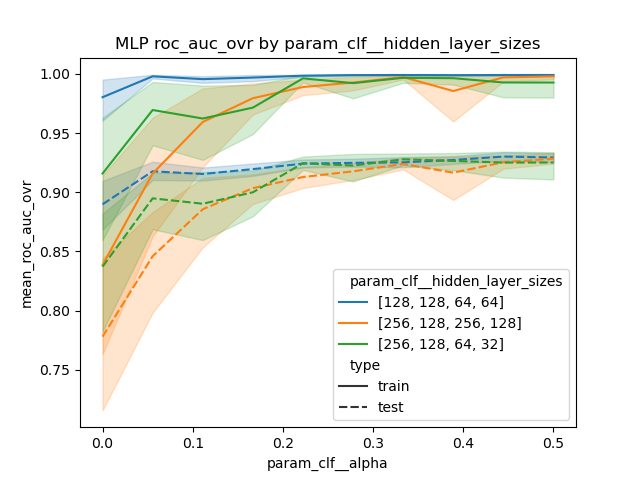 MLP roc_auc_ovr by param_clf__hidden_layer_sizes
mean_roc_auc_ovr
1.00
0.95
0.90
0.85
0.80
0.75
param_clf__hidden_layer_sizes
[128, 128, 64, 64]
[256, 128, 256, 128]
[256, 128, 64, 32]
type
train
test
0.0 0.1 0.2 0.3 0.4 0.5
param_clf__alpha